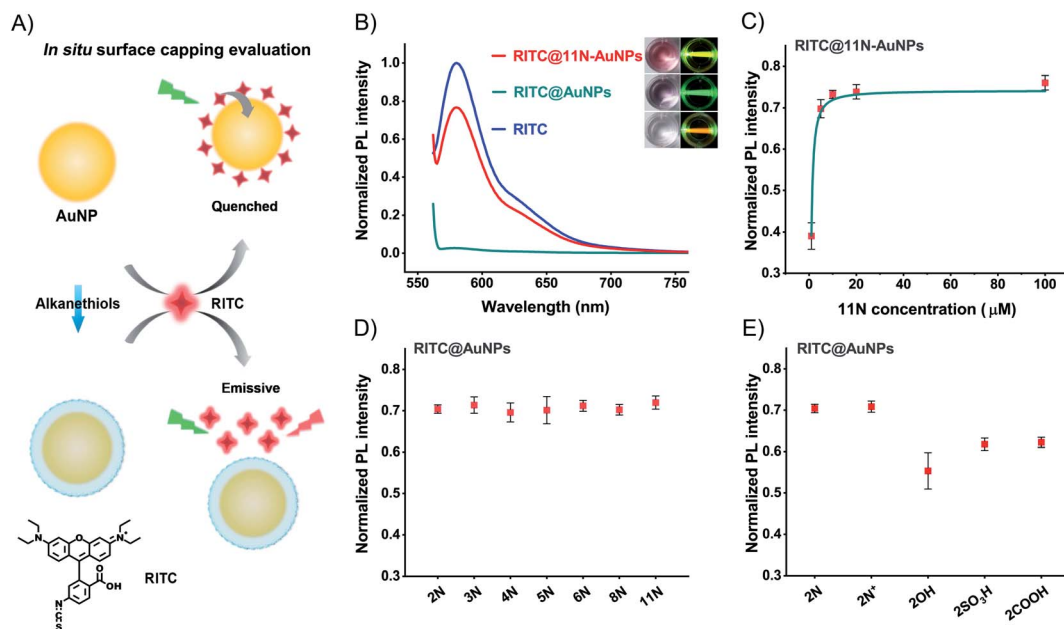 A)
In situ surface capping evaluation
AuNP
Quenched
Alkanethiols
RITC
Emissive
N
O
N+
O
OH
N
C
S
RITC
B)
Normalized PL intensity
1.0
0.8
0.6
0.4
0.2
0.0
RITC@11N-AuNPs
RITC@AuNPs
RITC
550
600
650
700
750
Wavelength (nm)
C)
RITC@11N-AuNPs
Normalized PL intensity
0.8
0.7
0.6
0.5
0.4
0.3
0
20
40
60
80
100
11N concentration ( μM)
D)
RITC@AuNPs
Normalized PL intensity
0.8
0.7
0.6
0.5
0.4
0.3
2N
3N
4N
5N
6N
8N
11N
E)
RITC@AuNPs
Normalized PL intensity
0.8
0.7
0.6
0.5
0.4
0.3
2N
2N⁺
2OH
2SO₃H
2COOH